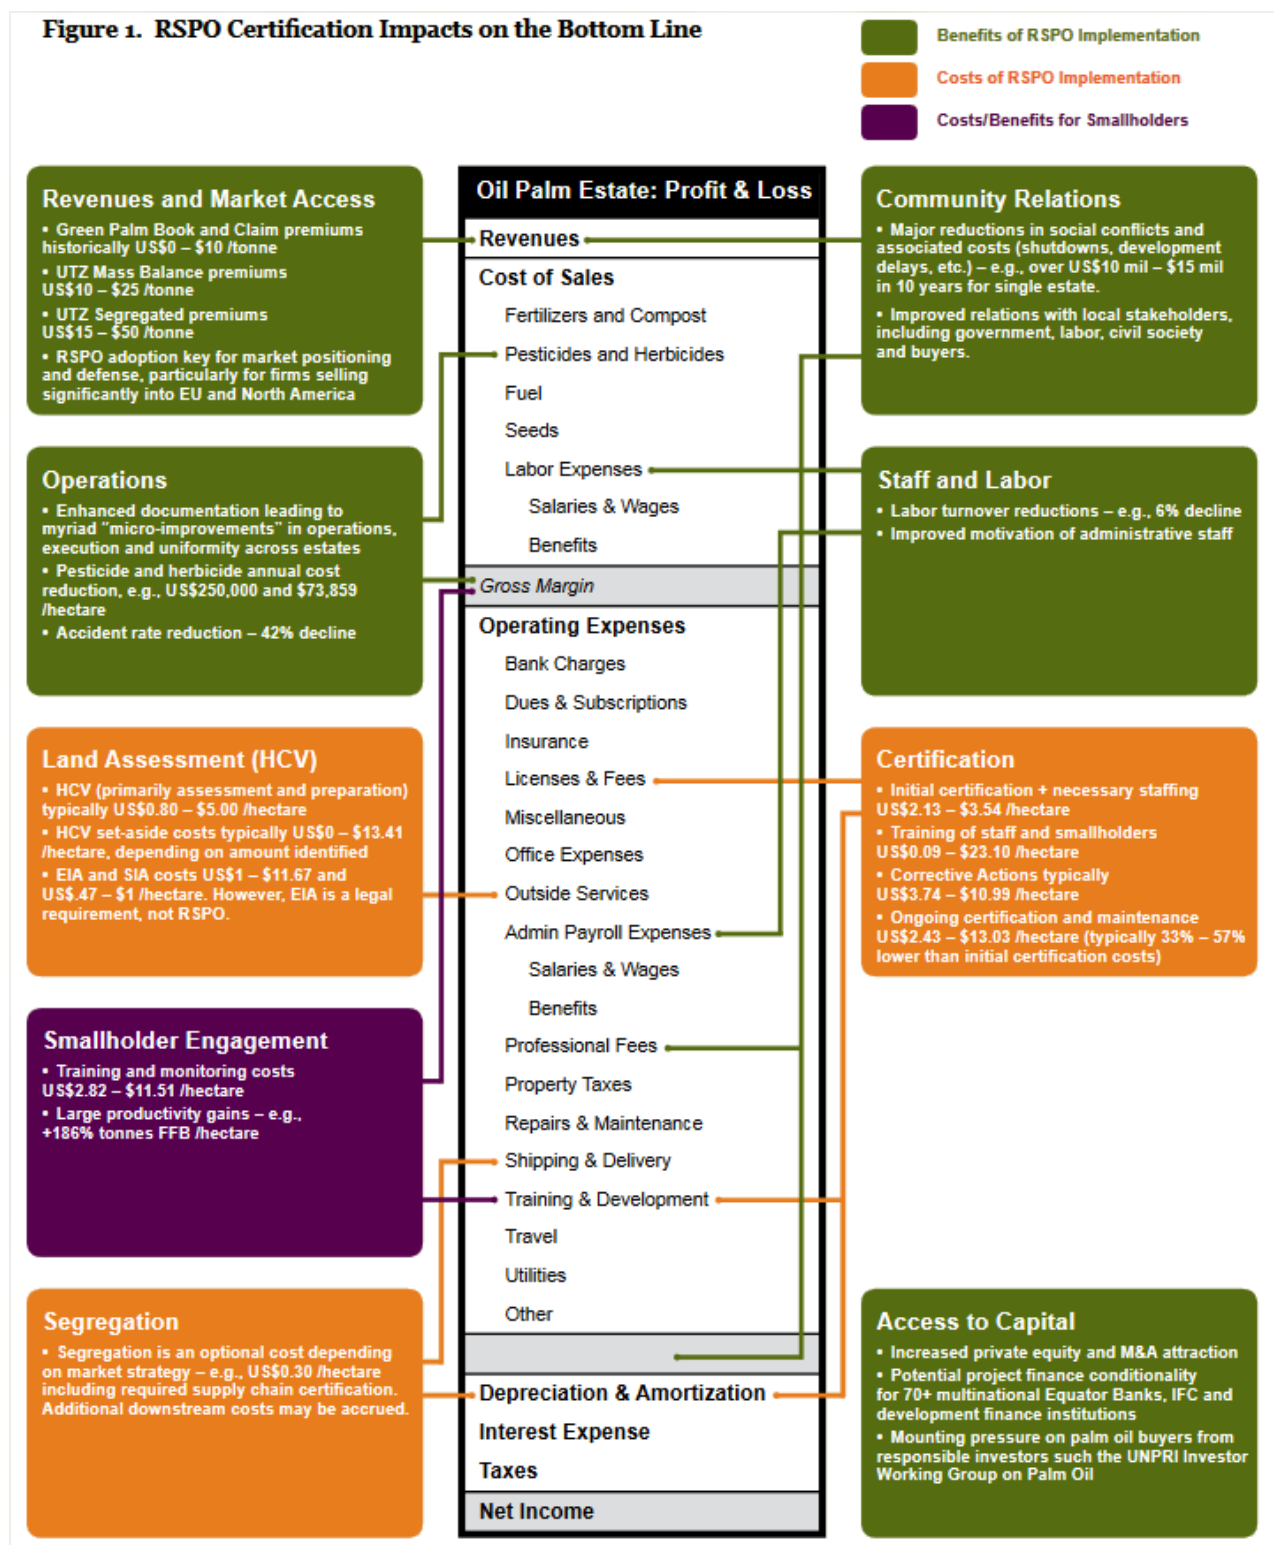 Figure 1. RSPO Certification Impacts on the Bottom Line
Benefits of RSPO Implementation
Costs of RSPO Implementation
Costs/Benefits for Smallholders
Revenues and Market Access
• Green Palm Book and Claim premiums
historically US$0 – $10 /tonne
• UTZ Mass Balance premiums
US$10 – $25 /tonne
• UTZ Segregated premiums
US$15 – $50 /tonne
• RSPO adoption key for market positioning
and defense, particularly for firms selling
significantly into EU and North America
Operations
• Enhanced documentation leading to
myriad "micro-improvements" in operations,
execution and uniformity across estates
• Pesticide and herbicide annual cost
reduction, e.g., US$250,000 and $73,859
/hectare
• Accident rate reduction – 42% decline
Land Assessment (HCV)
• HCV (primarily assessment and preparation)
typically US$0.80 – $5.00 /hectare
• HCV set-aside costs typically US$0 – $13.41
/hectare, depending on amount identified
• EIA and SIA costs US$1 – $11.67 and
US$.47 – $1 /hectare. However, EIA is a legal
requirement, not RSPO.
Smallholder Engagement
• Training and monitoring costs
US$2.82 – $11.51 /hectare
• Large productivity gains – e.g.,
+186% tonnes FFB /hectare
Segregation
• Segregation is an optional cost depending
on market strategy – e.g., US$0.30 /hectare
including required supply chain certification.
Additional downstream costs may be accrued.
Oil Palm Estate: Profit & Loss
Revenues
Cost of Sales
Fertilizers and Compost
Pesticides and Herbicides
Fuel
Seeds
Labor Expenses
Salaries & Wages
Benefits
Gross Margin
Operating Expenses
Bank Charges
Dues & Subscriptions
Insurance
Licenses & Fees
Miscellaneous
Office Expenses
Outside Services
Admin Payroll Expenses
Salaries & Wages
Benefits
Professional Fees
Property Taxes
Repairs & Maintenance
Shipping & Delivery
Training & Development
Travel
Utilities
Other
Depreciation & Amortization
Interest Expense
Taxes
Net Income
Community Relations
• Major reductions in social conflicts and
associated costs (shutdowns, development
delays, etc.) – e.g., over US$10 mil – $15 mil
in 10 years for single estate.
• Improved relations with local stakeholders,
including government, labor, civil society
and buyers.
Staff and Labor
• Labor turnover reductions – e.g., 6% decline
• Improved motivation of administrative staff
Certification
• Initial certification + necessary staffing
US$2.13 – $3.54 /hectare
• Training of staff and smallholders
US$0.09 – $23.10 /hectare
• Corrective Actions typically
US$3.74 – $10.99 /hectare
• Ongoing certification and maintenance
US$2.43 – $13.03 /hectare (typically 33% – 57%
lower than initial certification costs)
Access to Capital
• Increased private equity and M&A attraction
• Potential project finance conditionality
for 70+ multinational Equator Banks, IFC and
development finance institutions
• Mounting pressure on palm oil buyers from
responsible investors such the UNPRI Investor
Working Group on Palm Oil